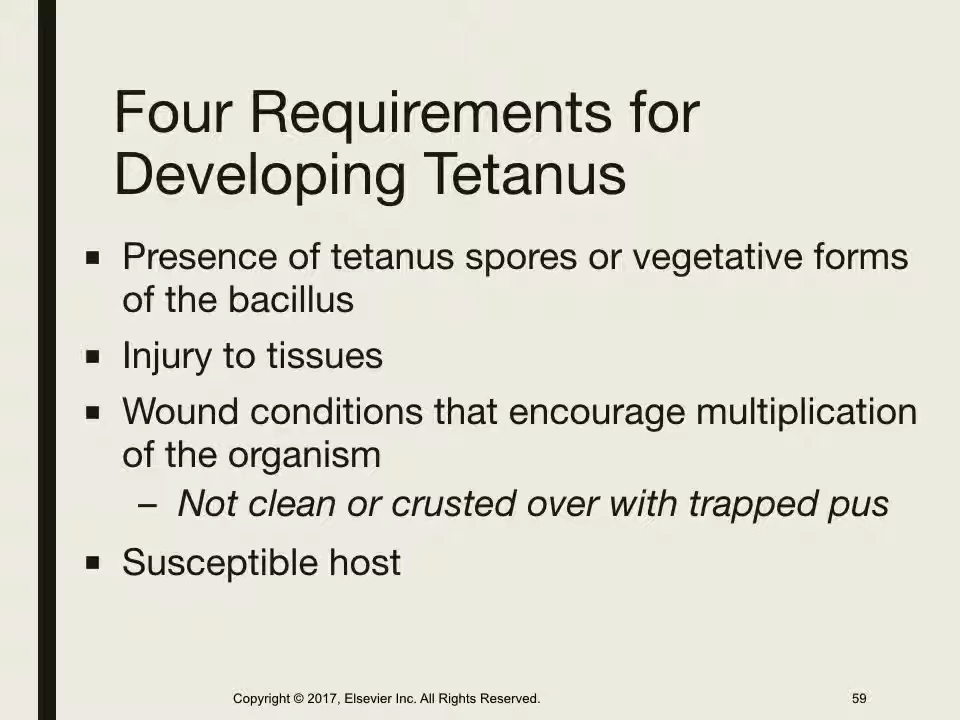 Four Requirements for
Developing Tetanus
▪ Presence of tetanus spores or vegetative forms
of the bacillus
▪ Injury to tissues
▪ Wound conditions that encourage multiplication
of the organism
– Not clean or crusted over with trapped pus
▪ Susceptible host
Copyright © 2017, Elsevier Inc. All Rights Reserved.
59